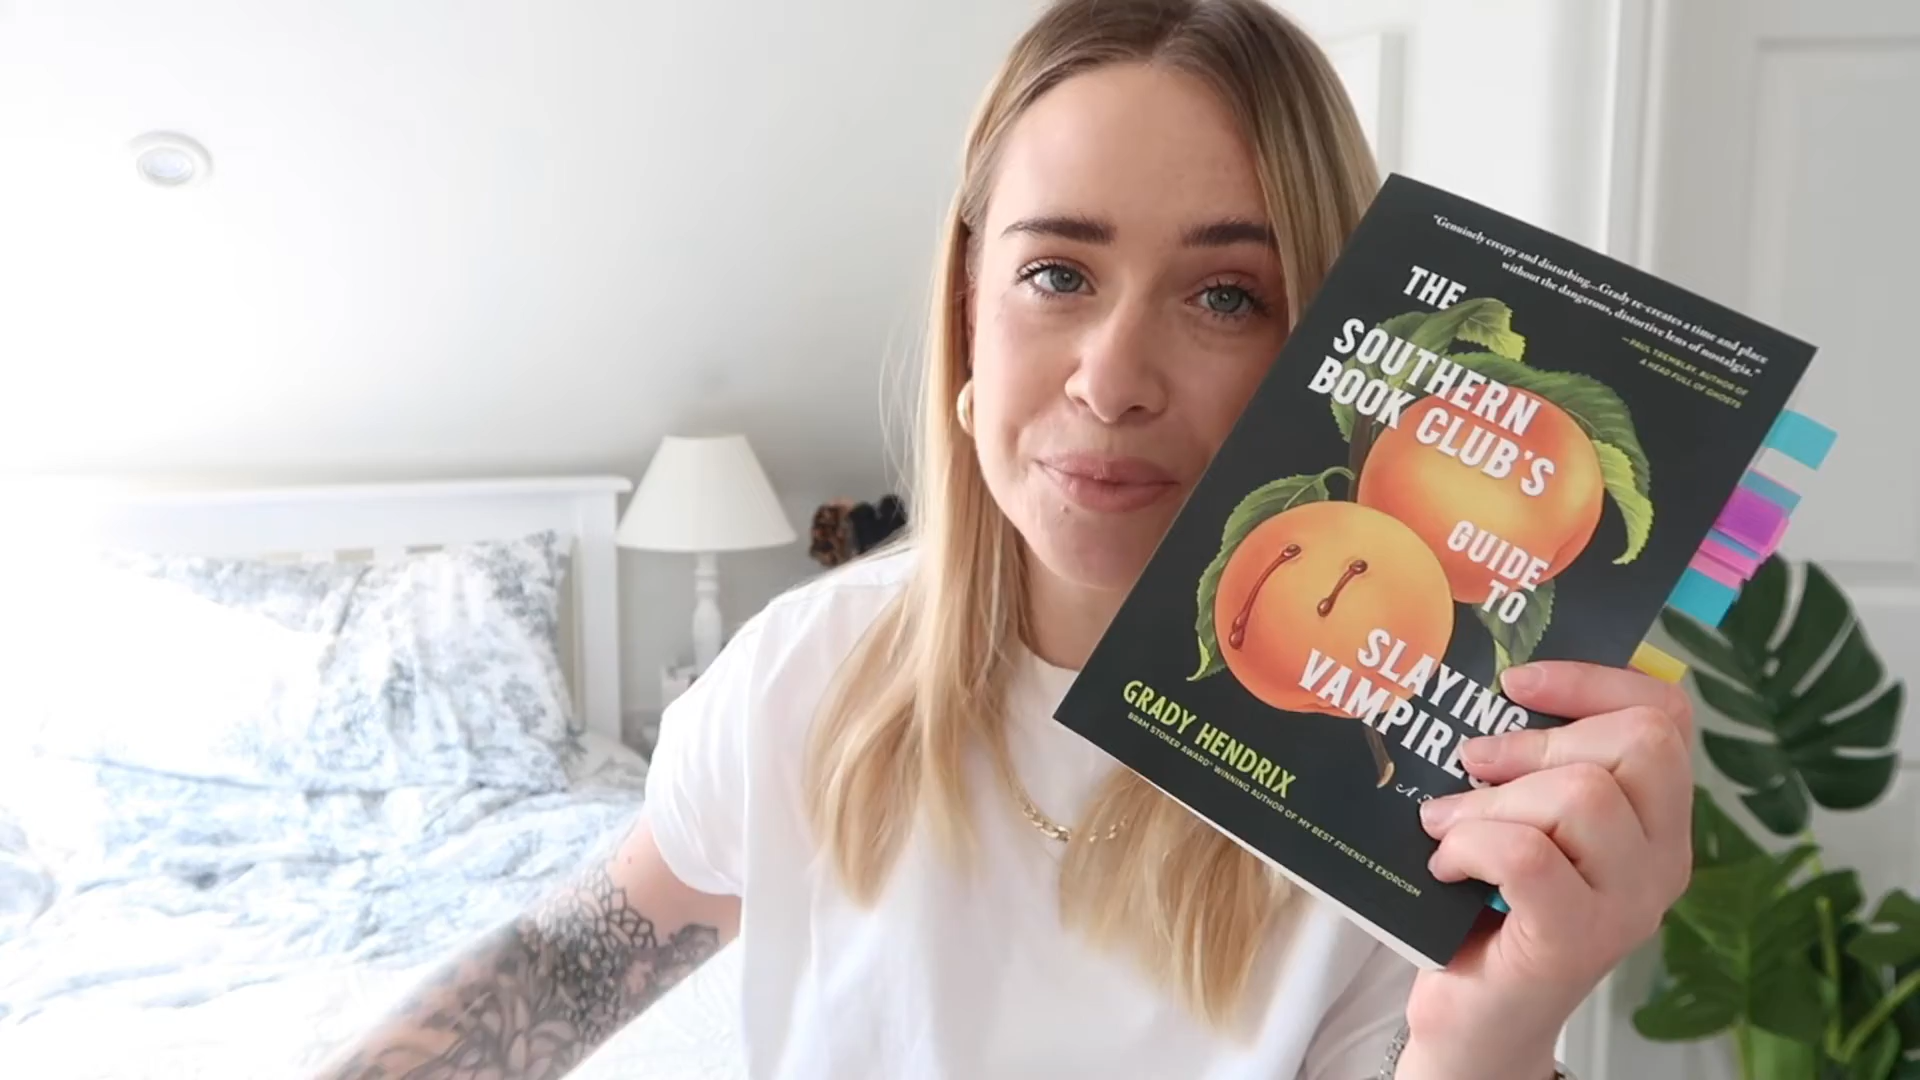 "Genuinely creepy and disturbing...Grady re-creates a time and place
without the dangerous, distortive lens of nostalgia."
—PAUL TREMBLAY, AUTHOR OF
A HEAD FULL OF GHOSTS
THE
SOUTHERN
BOOK CLUB'S
GUIDE
TO
SLAYING
VAMPIRES
A
GRADY HENDRIX
BRAM STOKER AWARD™ WINNING AUTHOR OF MY BEST FRIEND'S EXORCISM